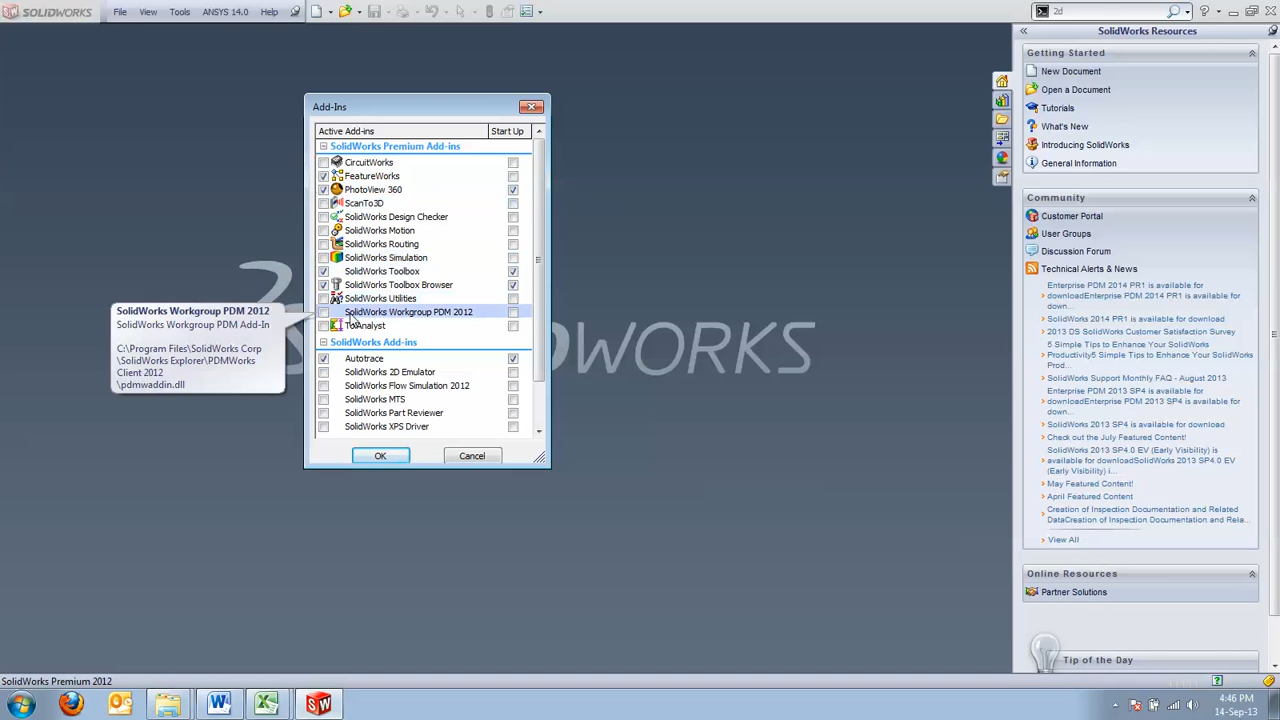 SOLIDWORKS
File
View
Tools
ANSYS 14.0
Help
2d
Add-Ins
Active Add-ins
Start Up
SolidWorks Premium Add-ins
CircuitWorks
FeatureWorks
PhotoView 360
ScanTo3D
SolidWorks Design Checker
SolidWorks Motion
SolidWorks Routing
SolidWorks Simulation
SolidWorks Toolbox
SolidWorks Toolbox Browser
SolidWorks Utilities
SolidWorks Workgroup PDM 2012
TolAnalyst
SolidWorks Add-ins
Autotrace
SolidWorks 2D Emulator
SolidWorks Flow Simulation 2012
SolidWorks MTS
SolidWorks Part Reviewer
SolidWorks XPS Driver
OK
Cancel
SolidWorks Workgroup PDM 2012
SolidWorks Workgroup PDM Add-In
C:\Program Files\SolidWorks Corp
\SolidWorks Explorer\PDMWorks
Client 2012
\pdmwaddin.dll
SolidWorks Resources
Getting Started
New Document
Open a Document
Tutorials
What's New
Introducing SolidWorks
General Information
Community
Customer Portal
User Groups
Discussion Forum
Technical Alerts & News
Enterprise PDM 2014 PR1 is available for
downloadEnterprise PDM 2014 PR1 is available for
down...
SolidWorks 2014 PR1 is available for download
2013 DS SolidWorks Customer Satisfaction Survey
5 Simple Tips to Enhance Your SolidWorks
Productivity5 Simple Tips to Enhance Your SolidWorks
Prod...
SolidWorks Support Monthly FAQ - August 2013
Enterprise PDM 2013 SP4 is available for
downloadEnterprise PDM 2013 SP4 is available for
down...
SolidWorks 2013 SP4 is available for download
Check out the July Featured Content!
SolidWorks 2013 SP4.0 EV (Early Visibility) is
available for downloadSolidWorks 2013 SP4.0 EV
(Early Visibility) i...
May Featured Content!
April Featured Content
Creation of Inspection Documentation and Related
DataCreation of Inspection Documentation and Rela...
View All
Online Resources
Partner Solutions
Tip of the Day
SolidWorks Premium 2012
4:46 PM
14-Sep-13